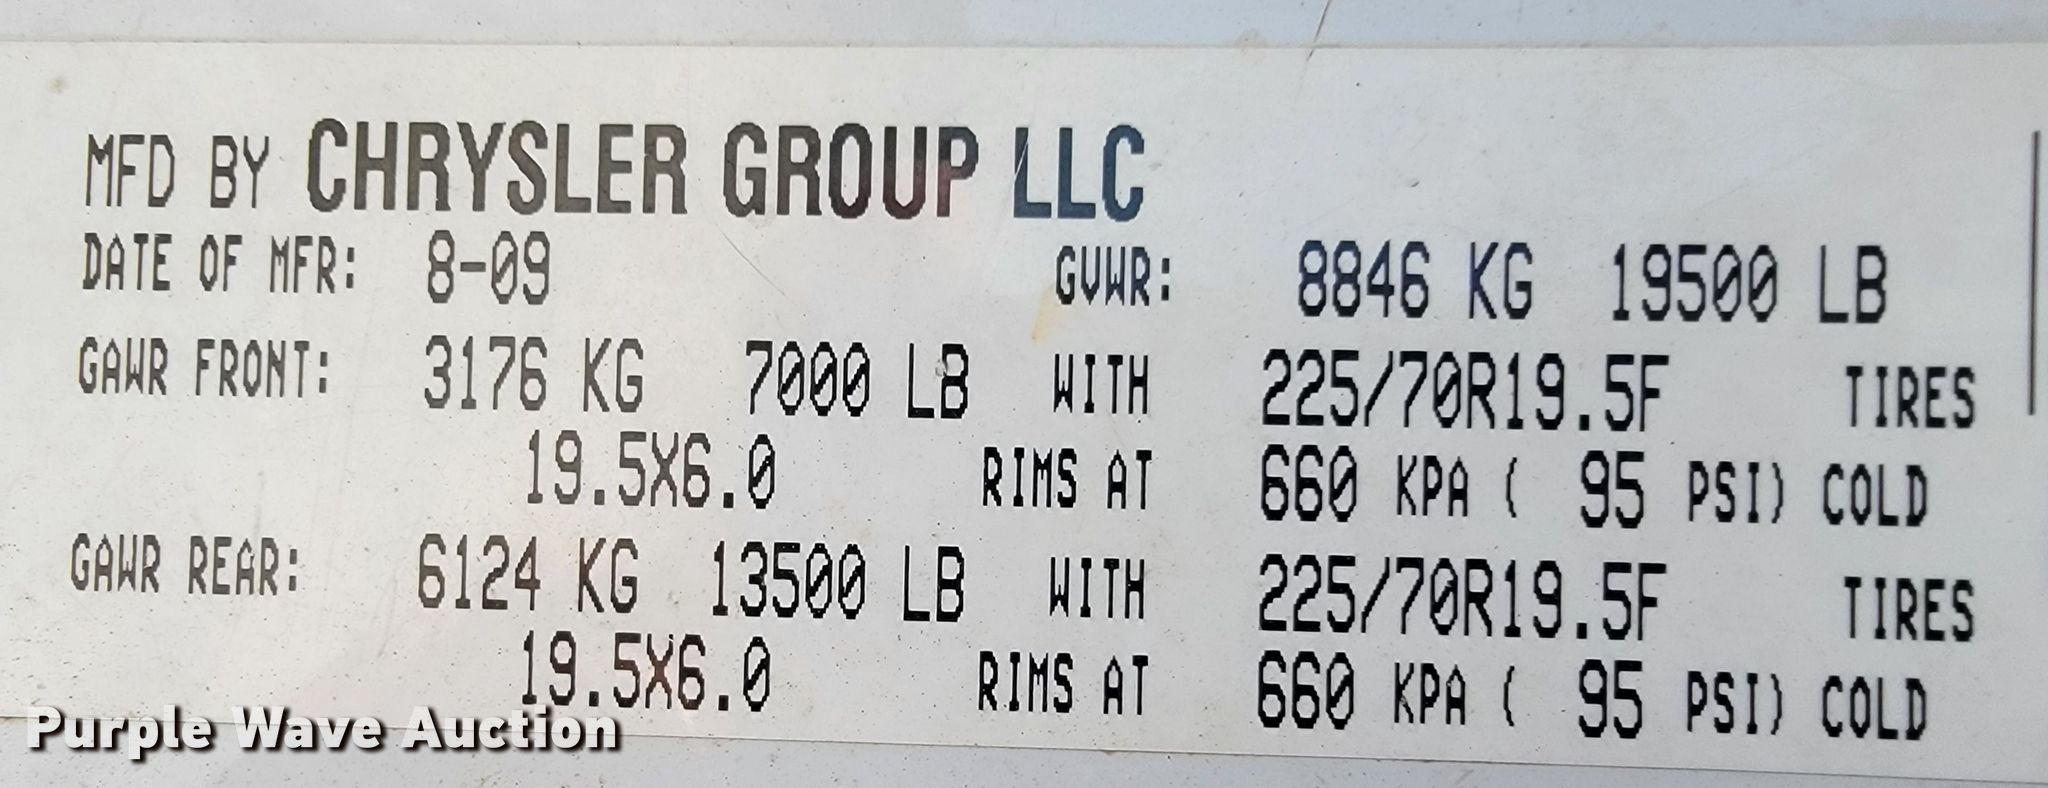 MFD BY CHRYSLER GROUP LLC
DATE OF MFR: 8-09 GVWR: 8846 KG 19500 LB
GAWR FRONT: 3176 KG 7000 LB WITH 225/70R19.5F TIRES
19.5X6.0 RIMS AT 660 KPA ( 95 PSI) COLD
GAWR REAR: 6124 KG 13500 LB WITH 225/70R19.5F TIRES
19.5X6.0 RIMS AT 660 KPA ( 95 PSI) COLD
Purple Wave Auction